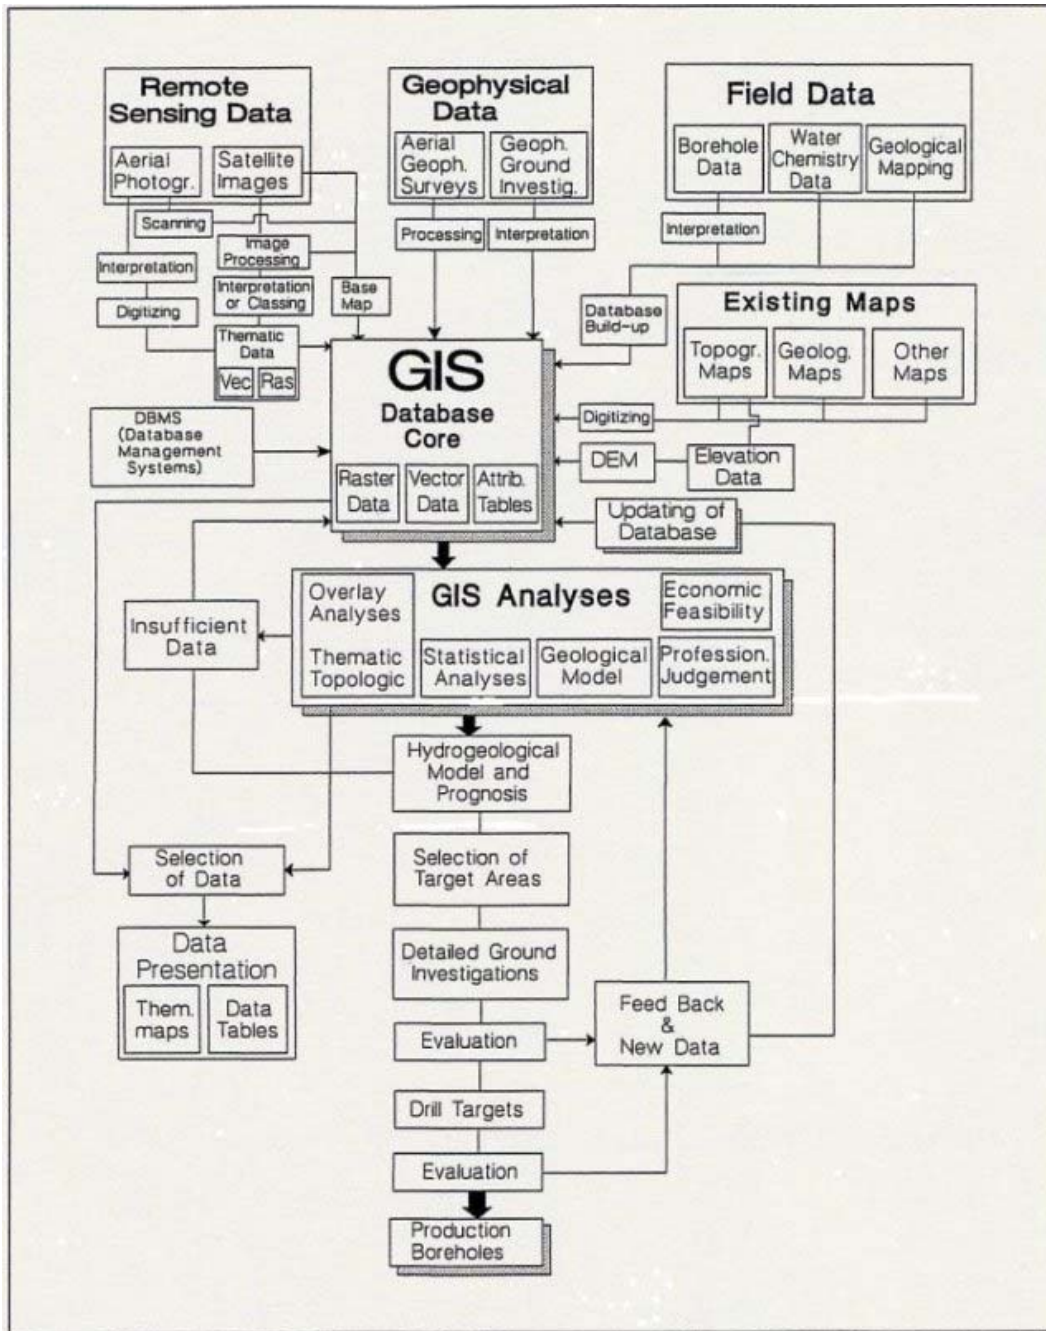 Remote
Sensing Data
Aerial
Photogr.
Satellite
Images
Scanning
Image
Processing
Interpretation
Digitizing
Interpretation
or Classing
Base
Map
Thematic
Data
Vec
Ras
Geophysical
Data
Aerial
Geoph.
Surveys
Geoph.
Ground
Investig.
Processing
Interpretation
Field Data
Borehole
Data
Water
Chemistry
Data
Geological
Mapping
Interpretation
Database
Build-up
Existing Maps
Topogr.
Maps
Geolog.
Maps
Other
Maps
Digitizing
DEM
Elevation
Data
Updating of
Database
GIS
Database
Core
Raster
Data
Vector
Data
Attrib.
Tables
DBMS
(Database
Management
Systems)
GIS Analyses
Overlay
Analyses
Thematic
Topologic
Statistical
Analyses
Geological
Model
Economic
Feasibility
Profession.
Judgement
Insufficient
Data
Hydrogeological
Model and
Prognosis
Selection
of Data
Selection of
Target Areas
Data
Presentation
Them.
maps
Data
Tables
Detailed Ground
Investigations
Evaluation
Feed Back
&
New Data
Drill Targets
Evaluation
Production
Boreholes